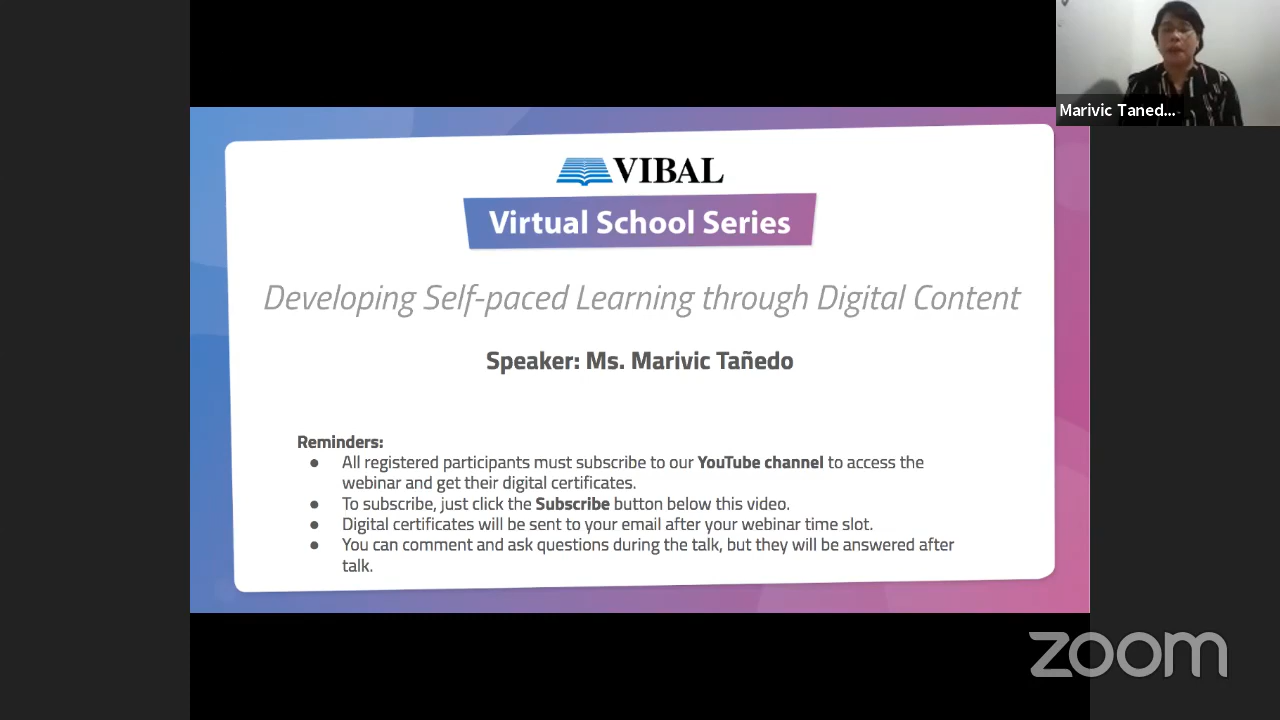 Marivic Taned...
VIBAL
Virtual School Series
Developing Self-paced Learning through Digital Content
Speaker: Ms. Marivic Tañedo
Reminders:
● All registered participants must subscribe to our YouTube channel to access the
webinar and get their digital certificates.
● To subscribe, just click the Subscribe button below this video.
● Digital certificates will be sent to your email after your webinar time slot.
● You can comment and ask questions during the talk, but they will be answered after
talk.
zoom